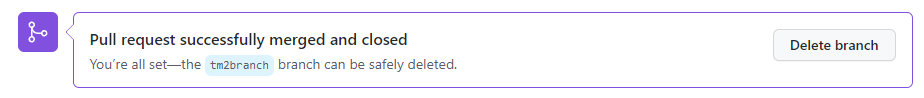 Pull request successfully merged and closed
You're all set—the tm2branch branch can be safely deleted.
Delete branch